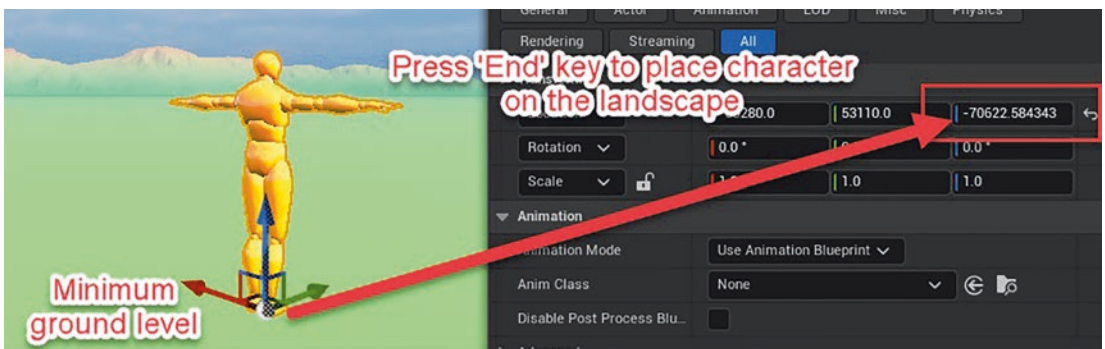 General Actor Animation LOD Misc Physics
Rendering Streaming All
Press 'End' key to place character
on the landscape
53110.0 -70622.584343
Rotation 0.0 ° 0.0 °
Scale 1.0 1.0
Animation
Animation Mode Use Animation Blueprint
Anim Class None
Minimum
ground level
Disable Post Process Blu...